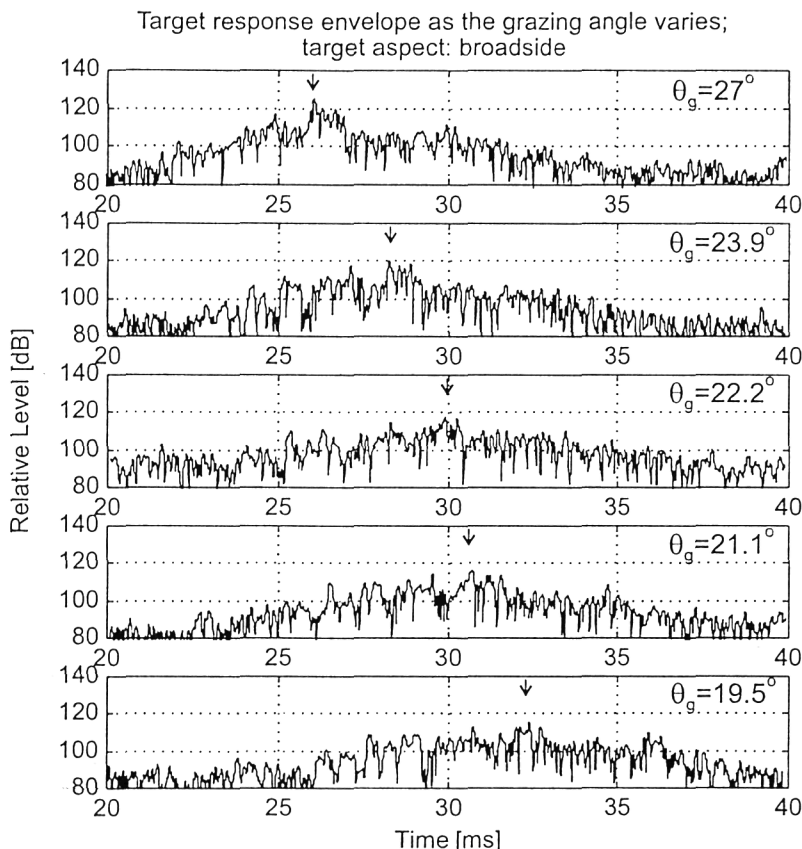 Target response envelope as the grazing angle varies;
target aspect: broadside
Relative Level [dB]
140
120
100
80
θg=27°
20 25 30 35 40
140
120
100
80
θg=23.9°
20 25 30 35 40
140
120
100
80
θg=22.2°
20 25 30 35 40
140
120
100
80
θg=21.1°
20 25 30 35 40
140
120
100
80
θg=19.5°
20 25 30 35 40
Time [ms]